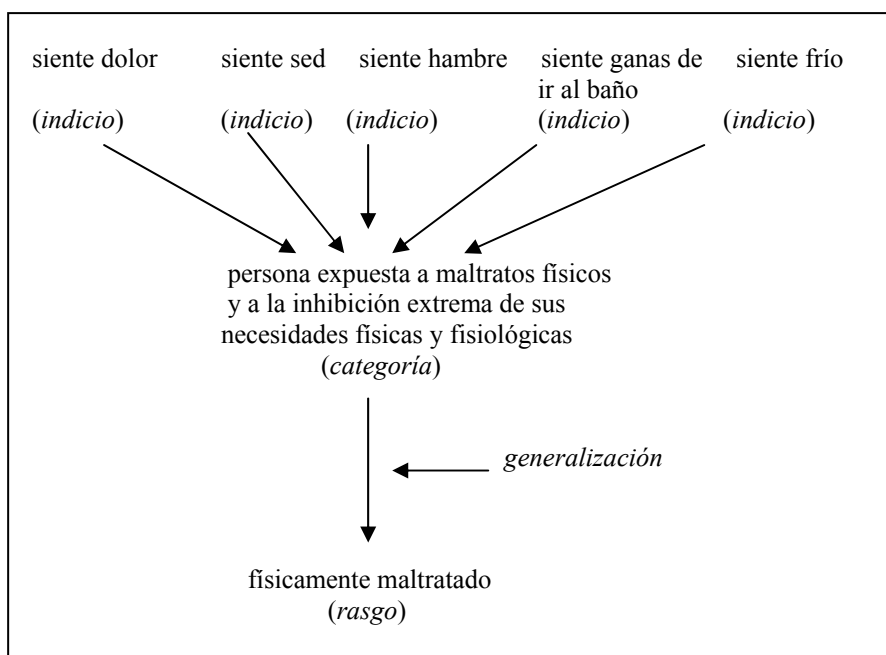 siente dolor siente sed siente hambre siente ganas de siente frío
ir al baño
(indicio) (indicio) (indicio) (indicio) (indicio)
persona expuesta a maltratos físicos
y a la inhibición extrema de sus
necesidades físicas y fisiológicas
(categoría)
generalización
físicamente maltratado
(rasgo)